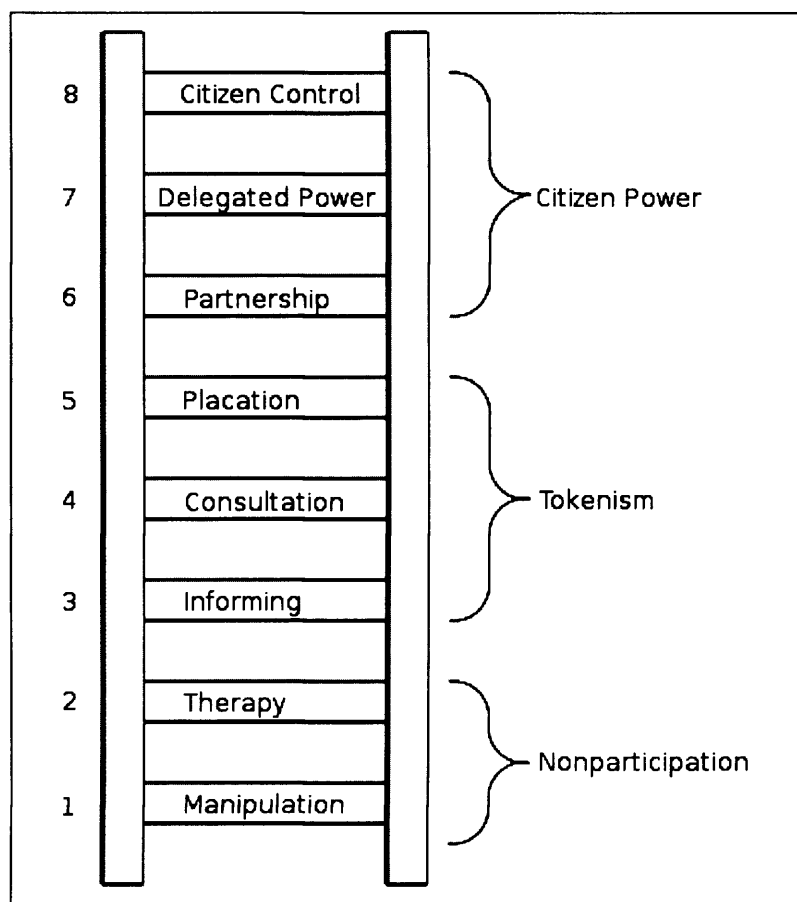 8 Citizen Control
7 Delegated Power
Citizen Power
6 Partnership
5 Placation
4 Consultation
Tokenism
3 Informing
2 Therapy
Nonparticipation
1 Manipulation